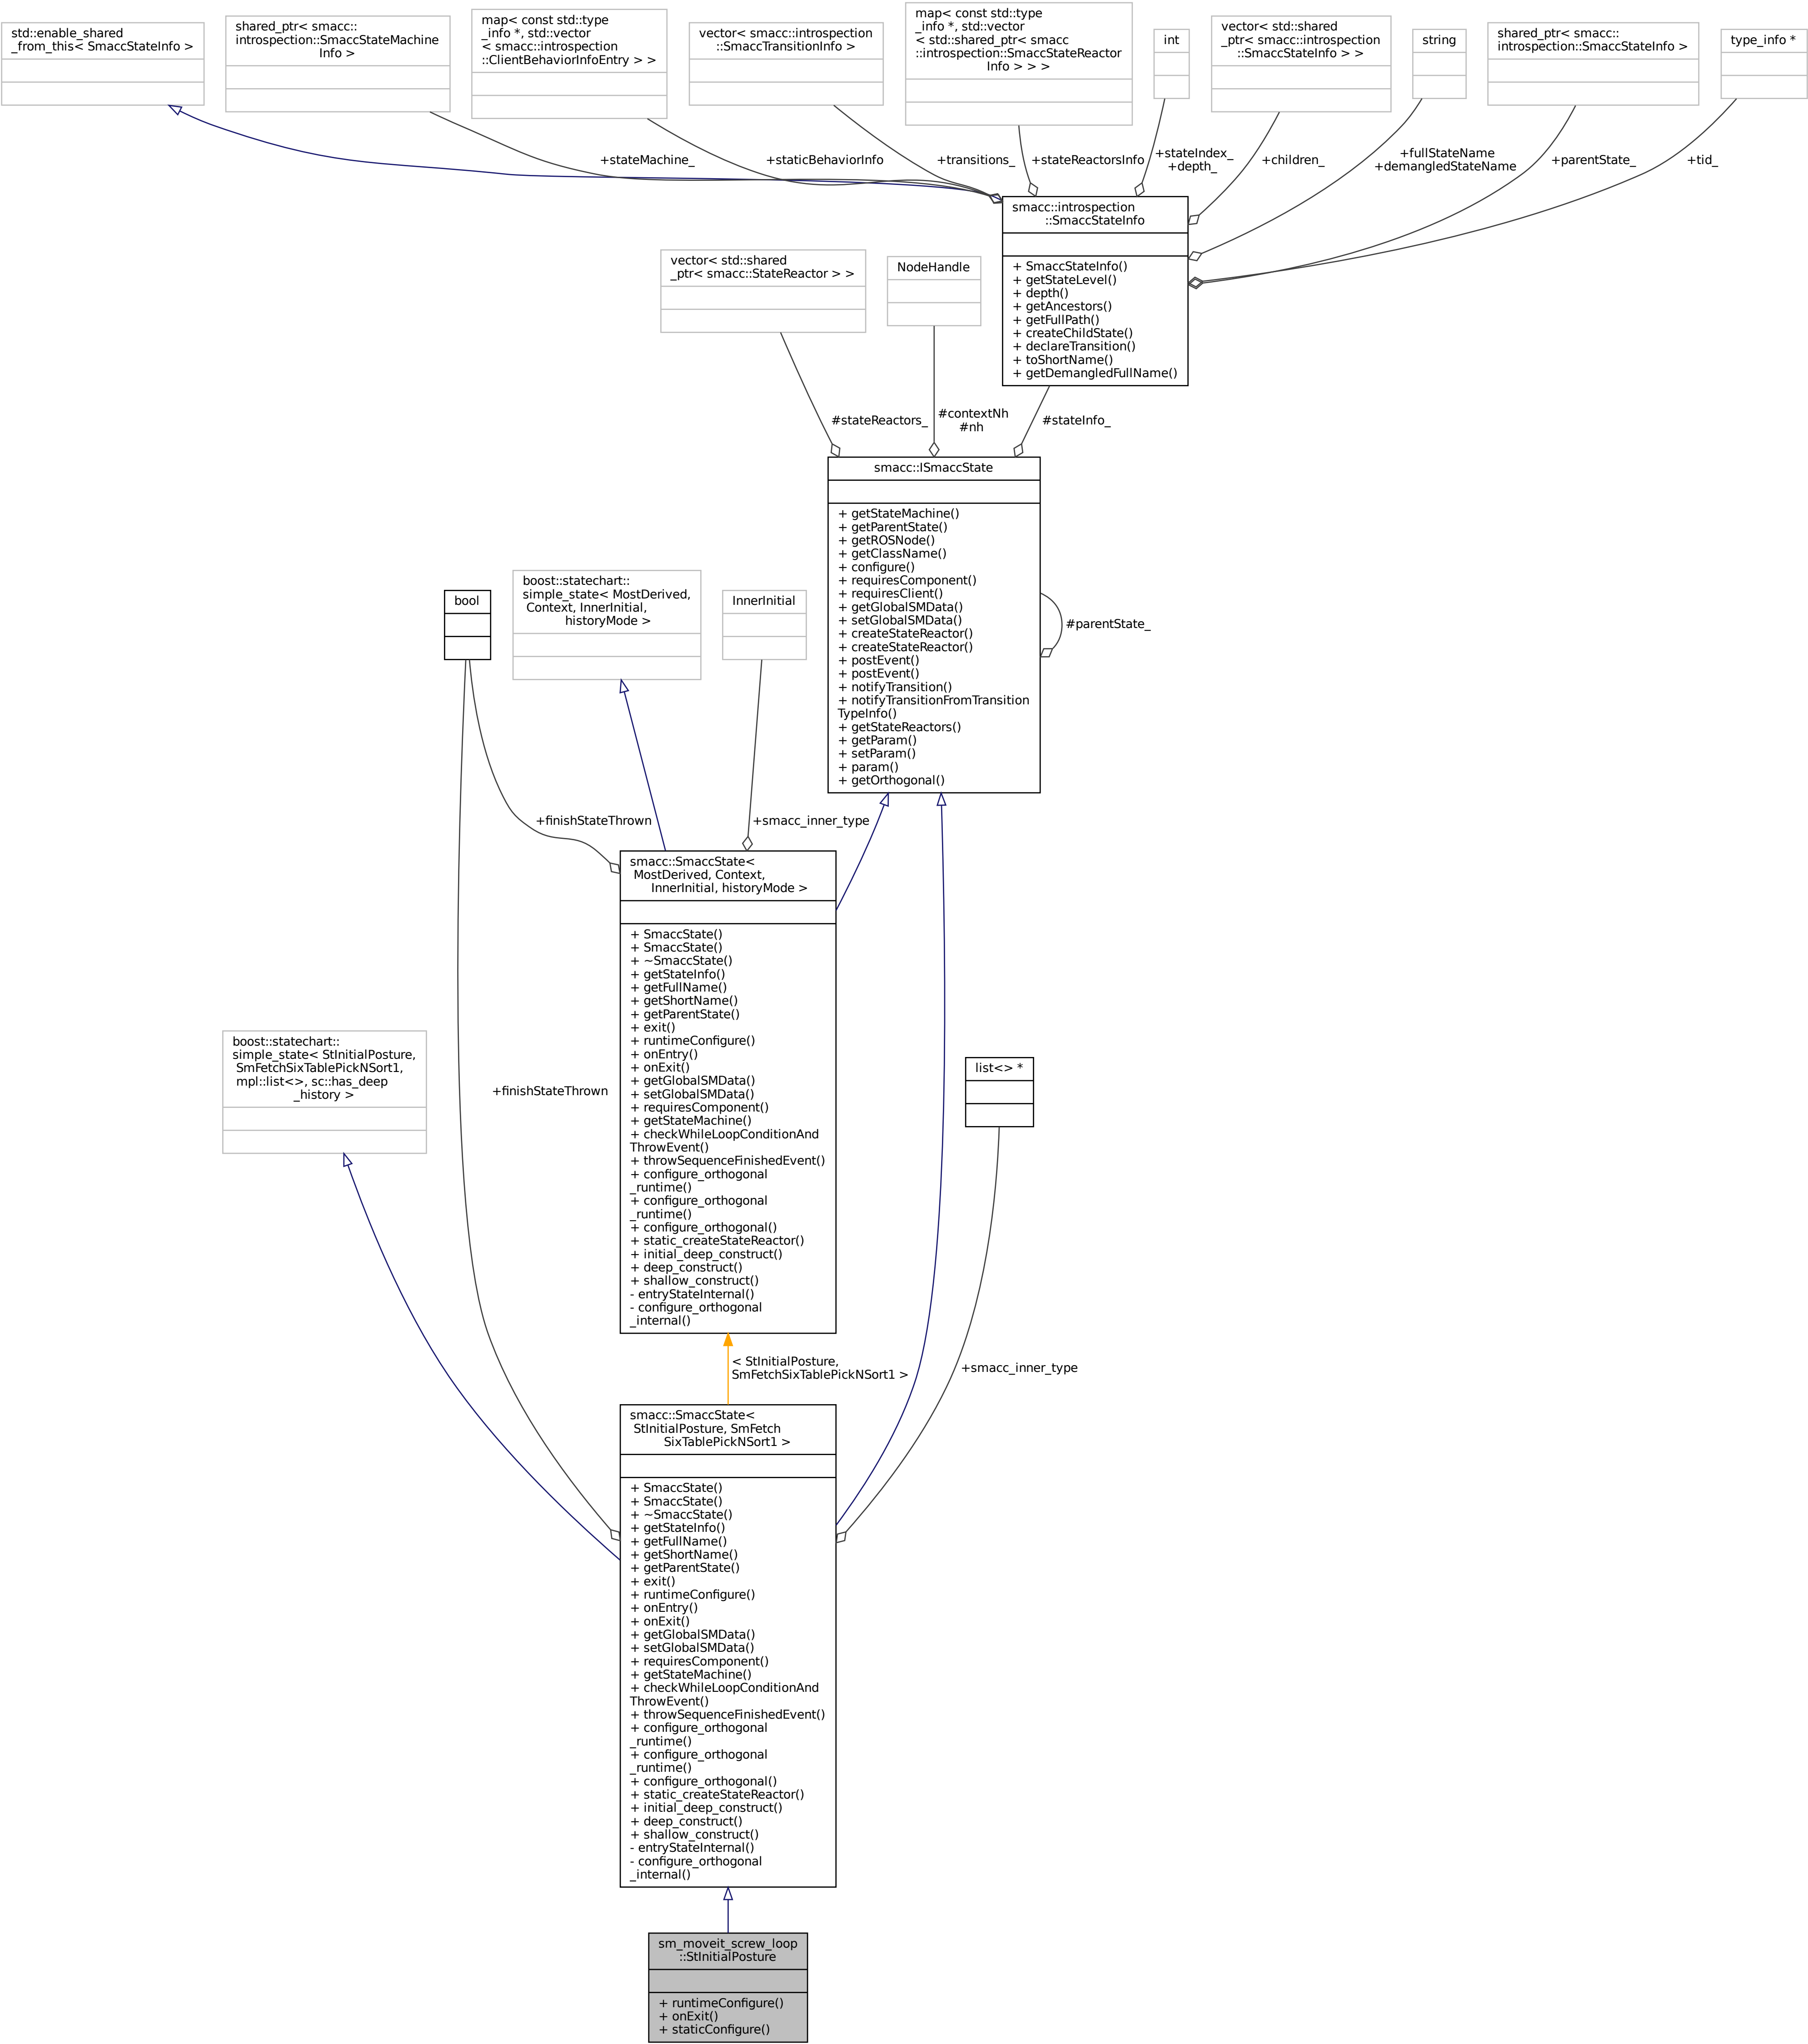 std::enable_shared
_from_this< SmaccStateInfo >
shared_ptr< smacc::
introspection::SmaccStateMachine
Info >
map< const std::type
_info *, std::vector
< smacc::introspection
::ClientBehaviorInfoEntry > >
vector< smacc::introspection
::SmaccTransitionInfo >
map< const std::type
_info *, std::vector
< std::shared_ptr< smacc
::introspection::SmaccStateReactor
Info > > >
int
vector< std::shared
_ptr< smacc::introspection
::SmaccStateInfo > >
string
shared_ptr< smacc::
introspection::SmaccStateInfo >
type_info *
+stateMachine_
+staticBehaviorInfo
+transitions_
+stateReactorsInfo
+stateIndex_
+depth_
+children_
+fullStateName
+demangledStateName
+parentState_
+tid_
smacc::introspection
::SmaccStateInfo
+ SmaccStateInfo()
+ getStateLevel()
+ depth()
+ getAncestors()
+ getFullPath()
+ createChildState()
+ declareTransition()
+ toShortName()
+ getDemangledFullName()
vector< std::shared
_ptr< smacc::StateReactor > >
NodeHandle
#stateReactors_
#contextNh
#nh
#stateInfo_
smacc::ISmaccState
+ getStateMachine()
+ getParentState()
+ getROSNode()
+ getClassName()
+ configure()
+ requiresComponent()
+ requiresClient()
+ getGlobalSMData()
+ setGlobalSMData()
+ createStateReactor()
+ createStateReactor()
+ postEvent()
+ postEvent()
+ notifyTransition()
+ notifyTransitionFromTransition
TypeInfo()
+ getStateReactors()
+ getParam()
+ setParam()
+ param()
+ getOrthogonal()
#parentState_
bool
boost::statechart::
simple_state< MostDerived,
Context, InnerInitial,
historyMode >
InnerInitial
+finishStateThrown
+smacc_inner_type
smacc::SmaccState<
MostDerived, Context,
InnerInitial, historyMode >
+ SmaccState()
+ SmaccState()
+ ~SmaccState()
+ getStateInfo()
+ getFullName()
+ getShortName()
+ getParentState()
+ exit()
+ runtimeConfigure()
+ onEntry()
+ onExit()
+ getGlobalSMData()
+ setGlobalSMData()
+ requiresComponent()
+ getStateMachine()
+ checkWhileLoopConditionAnd
ThrowEvent()
+ throwSequenceFinishedEvent()
+ configure_orthogonal
_runtime()
+ configure_orthogonal
_runtime()
+ configure_orthogonal()
+ static_createStateReactor()
+ initial_deep_construct()
+ deep_construct()
+ shallow_construct()
- entryStateInternal()
- configure_orthogonal
_internal()
boost::statechart::
simple_state< StInitialPosture,
SmFetchSixTablePickNSort1,
mpl::list<>, sc::has_deep
_history >
+finishStateThrown
list<> *
< StInitialPosture,
SmFetchSixTablePickNSort1 >
+smacc_inner_type
smacc::SmaccState<
StInitialPosture, SmFetch
SixTablePickNSort1 >
+ SmaccState()
+ SmaccState()
+ ~SmaccState()
+ getStateInfo()
+ getFullName()
+ getShortName()
+ getParentState()
+ exit()
+ runtimeConfigure()
+ onEntry()
+ onExit()
+ getGlobalSMData()
+ setGlobalSMData()
+ requiresComponent()
+ getStateMachine()
+ checkWhileLoopConditionAnd
ThrowEvent()
+ throwSequenceFinishedEvent()
+ configure_orthogonal
_runtime()
+ configure_orthogonal
_runtime()
+ configure_orthogonal()
+ static_createStateReactor()
+ initial_deep_construct()
+ deep_construct()
+ shallow_construct()
- entryStateInternal()
- configure_orthogonal
_internal()
sm_moveit_screw_loop
::StInitialPosture
+ runtimeConfigure()
+ onExit()
+ staticConfigure()